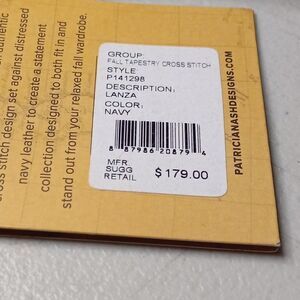 authentic
cross stitch design set against distressed
navy leather to create a statement
collection designed to both fit in and
stand out from your relaxed fall wardrobe.
GROUP:
FALL TAPESTRY CROSS STITCH
STYLE:
P141298
DESCRIPTION:
LANZA
COLOR:
NAVY
8 87986 20879 4
MFR.
SUGG
RETAIL
$179.00
PATRICIANASHDESIGNS.COM